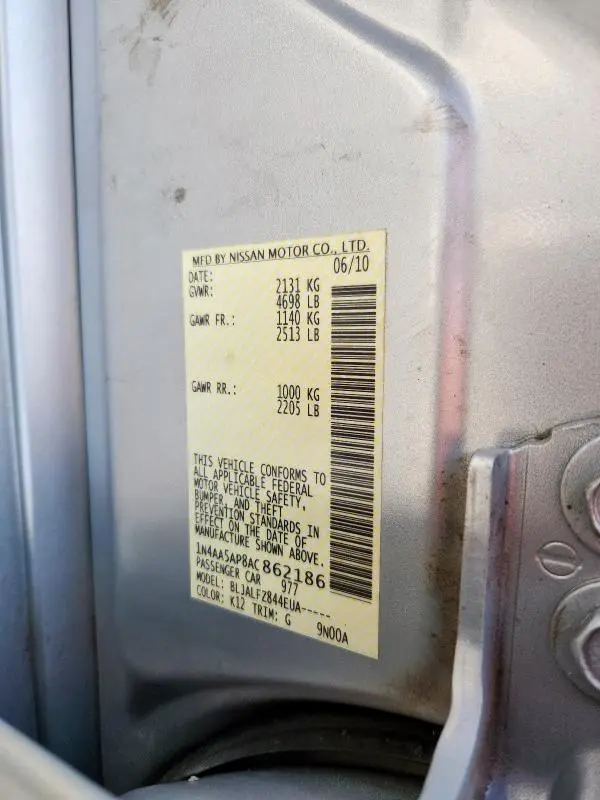 MFD BY NISSAN MOTOR CO., LTD.
DATE: 06/10
GVWR: 2131 KG
4698 LB
GAWR FR.: 1140 KG
2513 LB
GAWR RR.: 1000 KG
2205 LB
THIS VEHICLE CONFORMS TO
ALL APPLICABLE FEDERAL
MOTOR VEHICLE SAFETY,
BUMPER, AND THEFT
PREVENTION STANDARDS IN
EFFECT ON THE DATE OF
MANUFACTURE SHOWN ABOVE.
1N4AA5AP8AC862186
PASSENGER CAR 977
MODEL: BLJALFZ844EUA-----
COLOR: K12 TRIM: G 9N00A